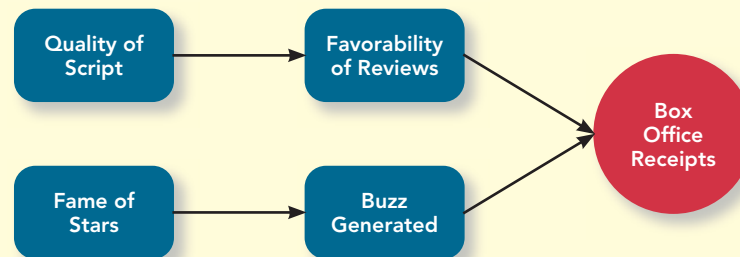 Quality of
Script
Favorability
of Reviews
Box
Office
Receipts
Fame of
Stars
Buzz
Generated